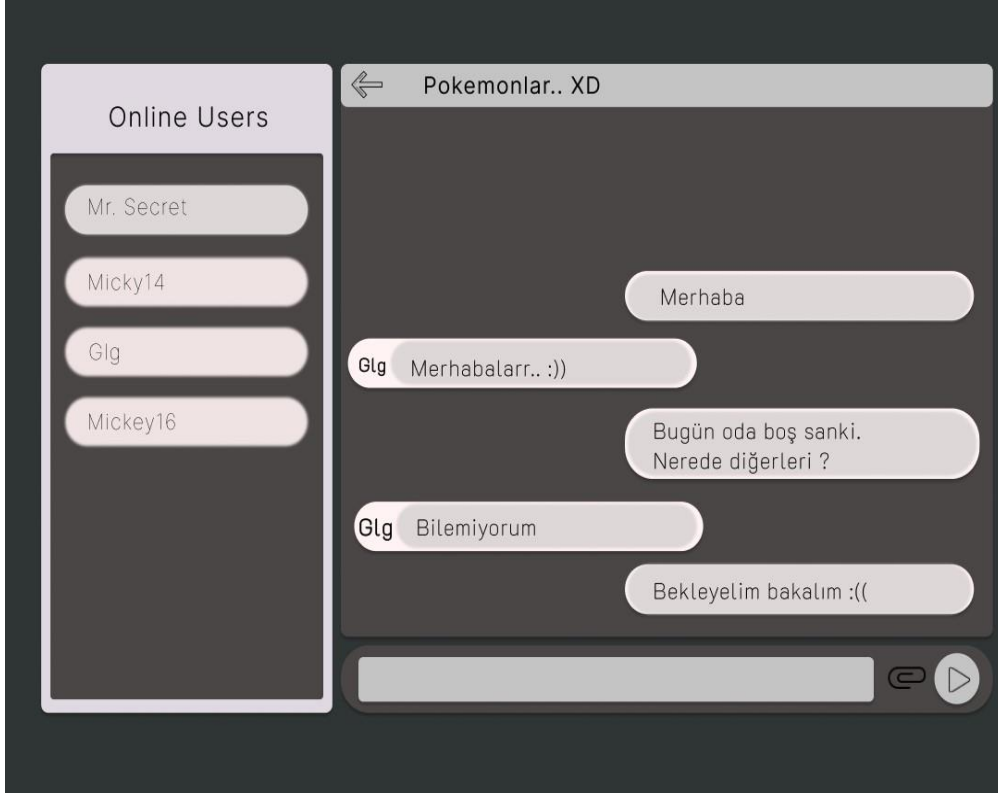 Online Users
Mr. Secret
Micky14
Glg
Mickey16
Pokemonlar.. XD
Merhaba
Glg Merhabalarr.. :))
Bugün oda boş sanki.
Nerede diğerleri ?
Glg Bilemiyorum
Bekleyelim bakalım :((